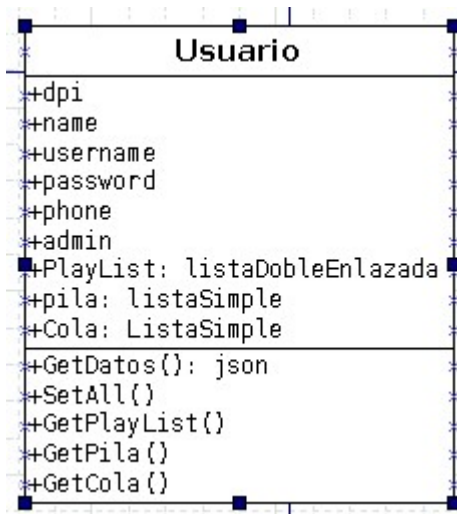 Usuario
+dpi
+name
+username
+password
+phone
+admin
+PlayList: listaDobleEnlazada
+pila: listaSimple
+Cola: ListaSimple
+GetDatos(): json
+SetAll()
+GetPlayList()
+GetPila()
+GetCola()